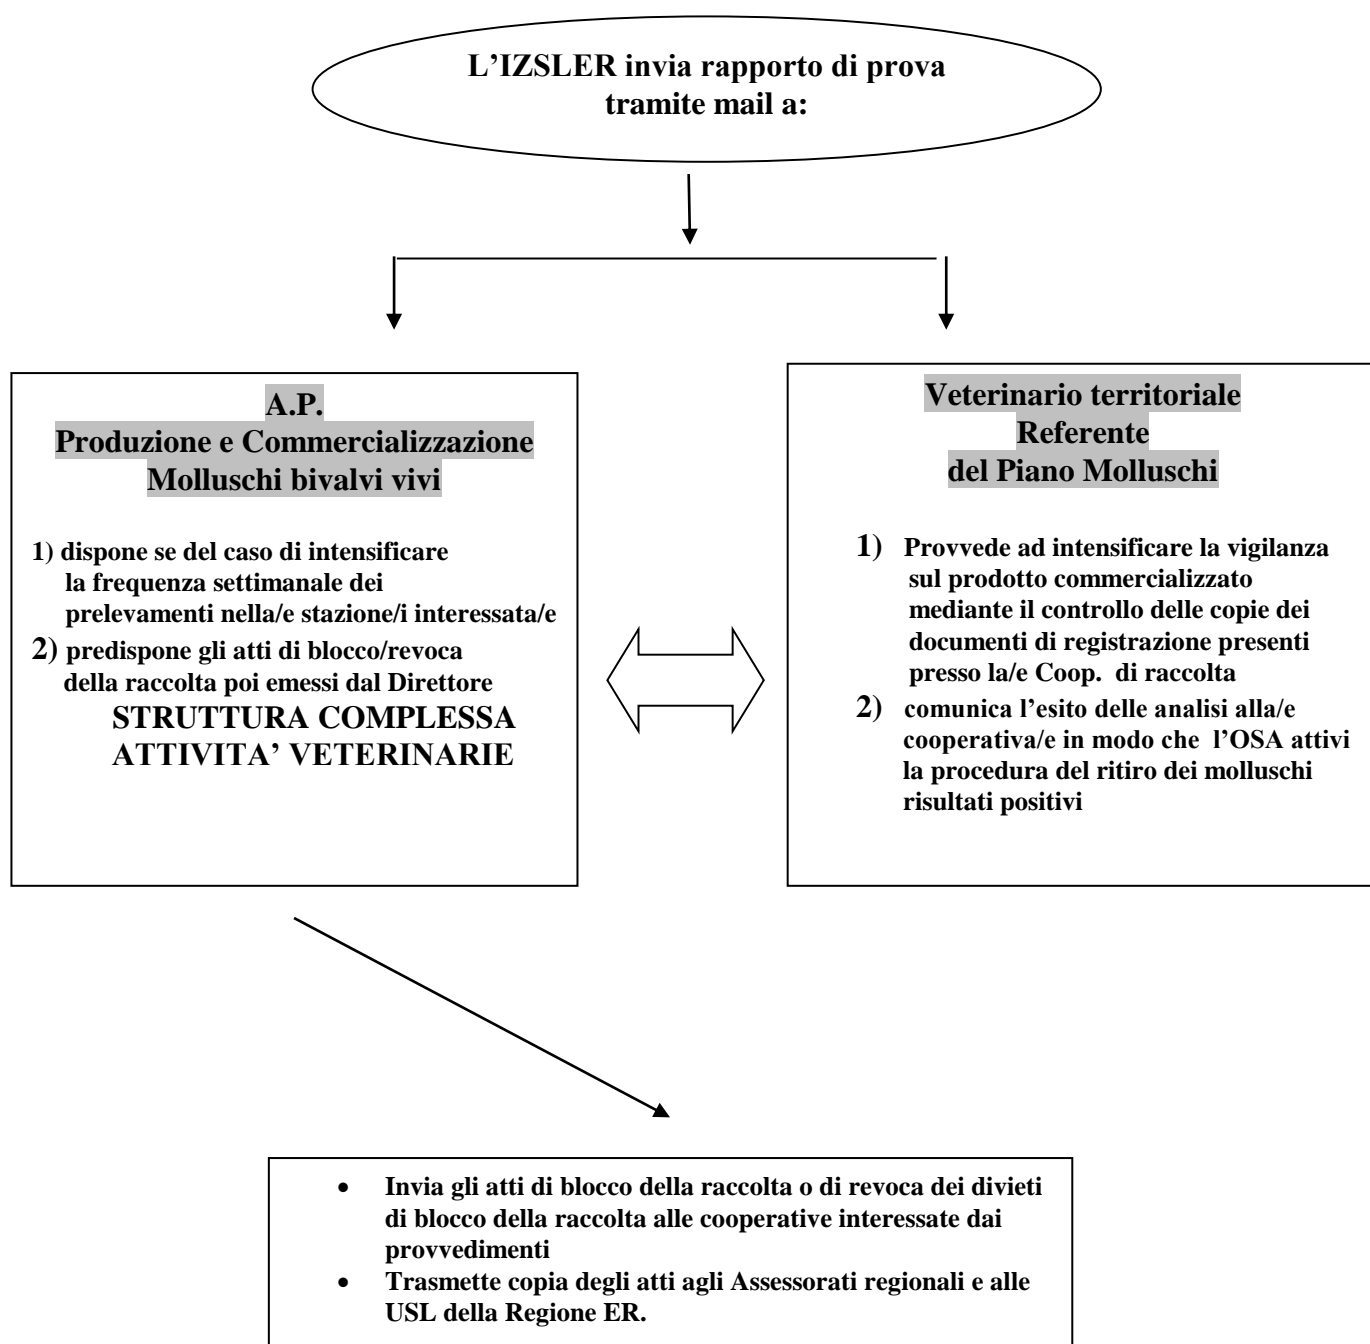 L’IZSLER invia rapporto di prova
tramite mail a:
A.P.
Produzione e Commercializzazione
Molluschi bivalvi vivi
1) dispone se del caso di intensificare
la frequenza settimanale dei
prelevamenti nella/e stazione/i interessata/e
2) predispone gli atti di blocco/revoca
della raccolta poi emessi dal Direttore
STRUTTURA COMPLESSA
ATTIVITA’ VETERINARIE
Veterinario territoriale
Referente
del Piano Molluschi
1) Provvede ad intensificare la vigilanza
sul prodotto commercializzato
mediante il controllo delle copie dei
documenti di registrazione presenti
presso la/e Coop. di raccolta
2) comunica l’esito delle analisi alla/e
cooperativa/e in modo che l’OSA attivi
la procedura del ritiro dei molluschi
risultati positivi
• Invia gli atti di blocco della raccolta o di revoca dei divieti
di blocco della raccolta alle cooperative interessate dai
provvedimenti
• Trasmette copia degli atti agli Assessorati regionali e alle
USL della Regione ER.